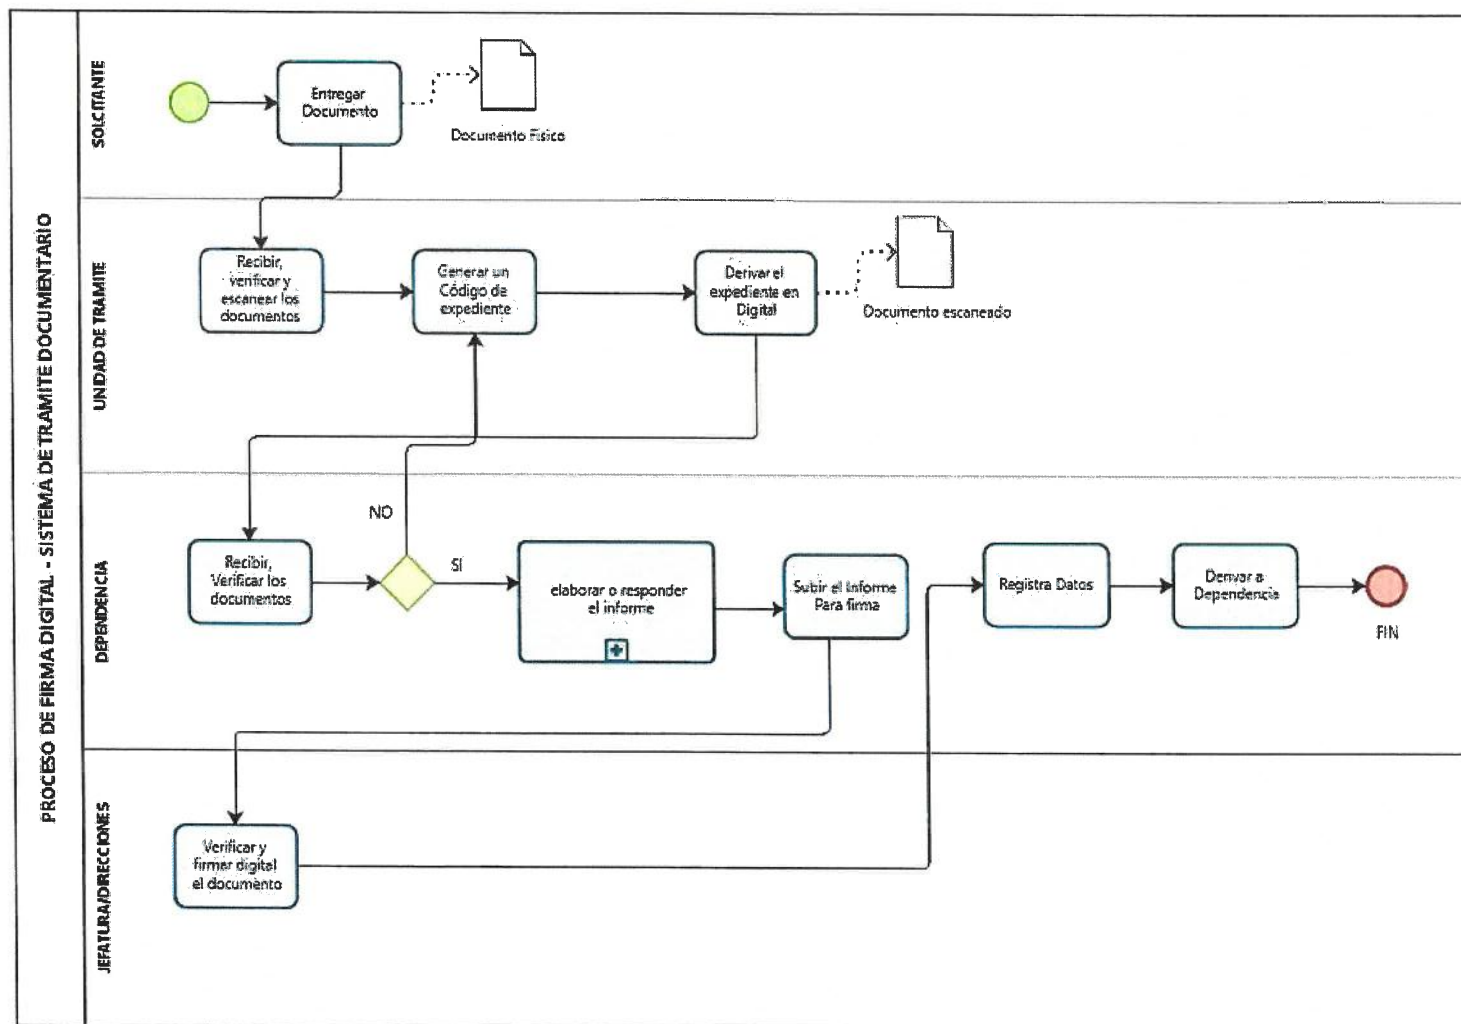 PROCESO DE FIRMA DIGITAL - SISTEMA DE TRAMITE DOCUMENTARIO
SOLCITANTE
Entregar
Documento
Documento Fisico
UNIDAD DE TRAMITE
Recibir,
verificar y
escanear los
documentos
Generar un
Código de
expediente
Derivar el
expediente en
Digital
Documento escaneado
DEPENDENCIA
Recibir,
Verificar los
documentos
NO
SI
elaborar o responder
el informe
Subir el Informe
Para firma
Registra Datos
Derivar a
Dependencia
FIN
JEFATURA/DIRECCIONES
Verificar y
firmar digital
el documento